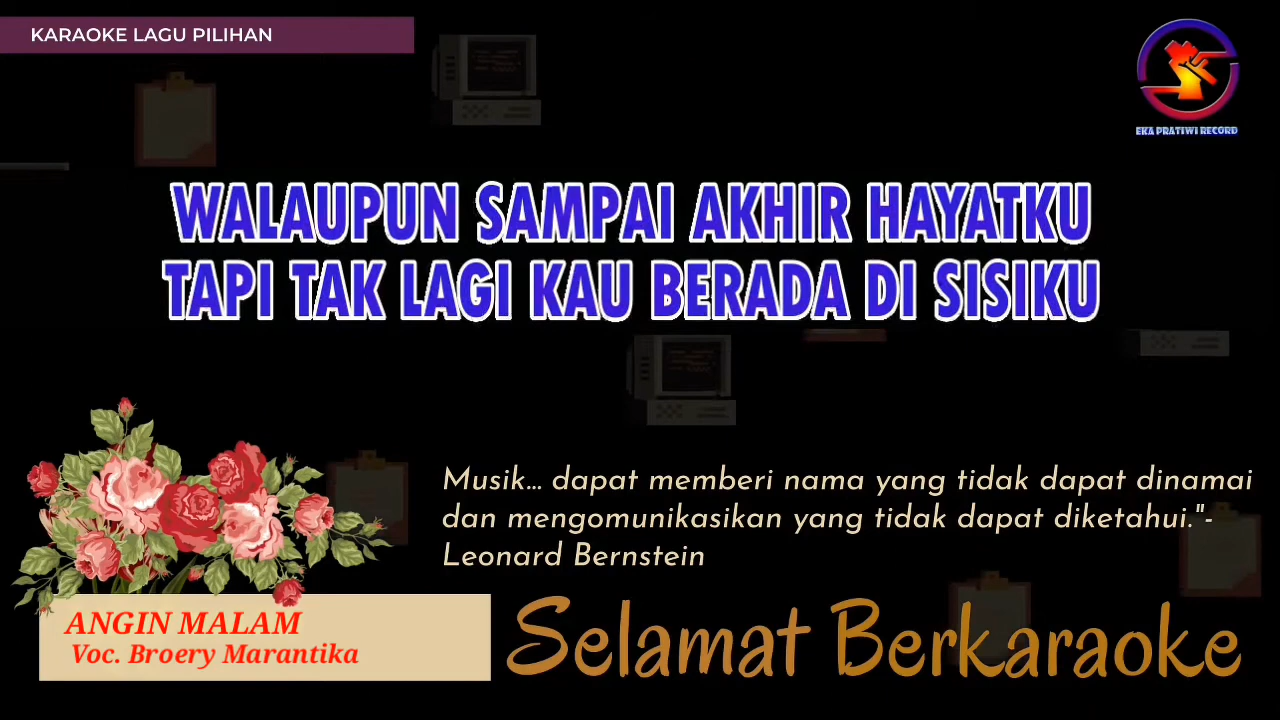 KARAOKE LAGU PILIHAN
EKA PRATIWI RECORD
WALAUPUN SAMPAI AKHIR HAYATKU
TAPI TAK LAGI KAU BERADA DI SISIKU
Musik... dapat memberi nama yang tidak dapat dinamai
dan mengomunikasikan yang tidak dapat diketahui."-
Leonard Bernstein
ANGIN MALAM
Voc. Broery Marantika
Selamat Berkaraoke